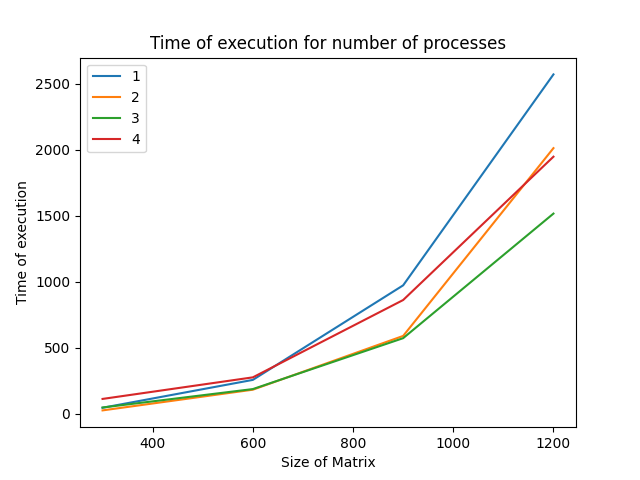 Time of execution for number of processes
1
2
3
4
2500
2000
1500
1000
500
0
Time of execution
400 600 800 1000 1200
Size of Matrix